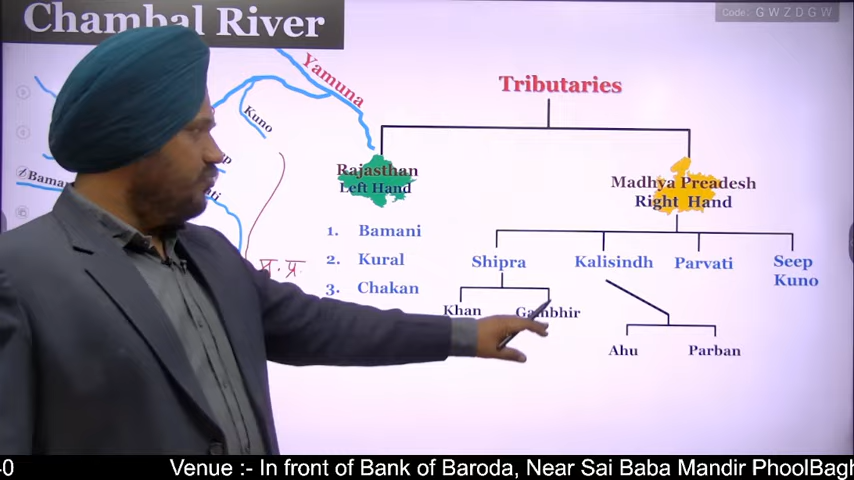 Chambal River
Code: G W Z D G W
Yamuna
Kuno
Bamani
म. प्र.
Tributaries
Rajasthan
Left Hand
Madhya Preadesh
Right Hand
1. Bamani
2. Kural
3. Chakan
Shipra
Kalisindh
Parvati
Seep
Kuno
Khan
Gambhir
Ahu
Parban
Venue :- In front of Bank of Baroda, Near Sai Baba Mandir PhoolBagh